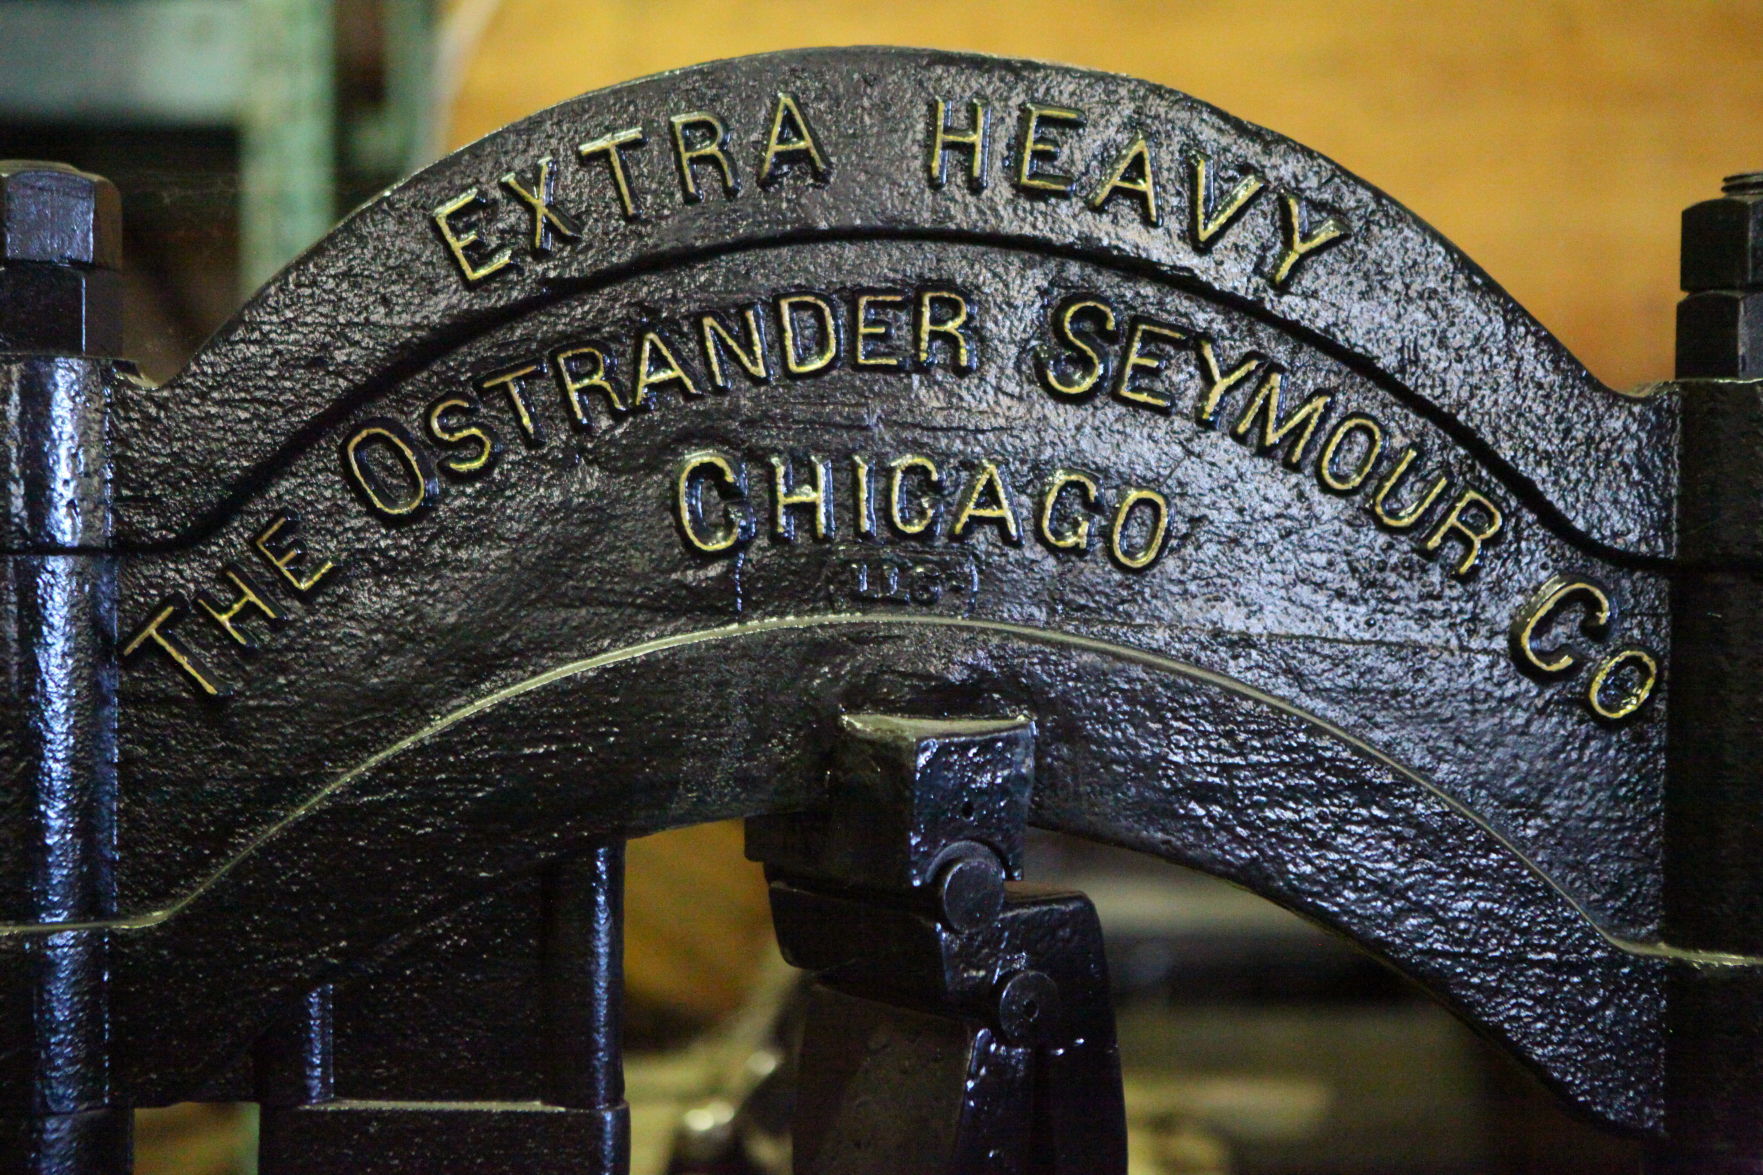 EXTRA HEAVY
THE OSTRANDER SEYMOUR CO
CHICAGO